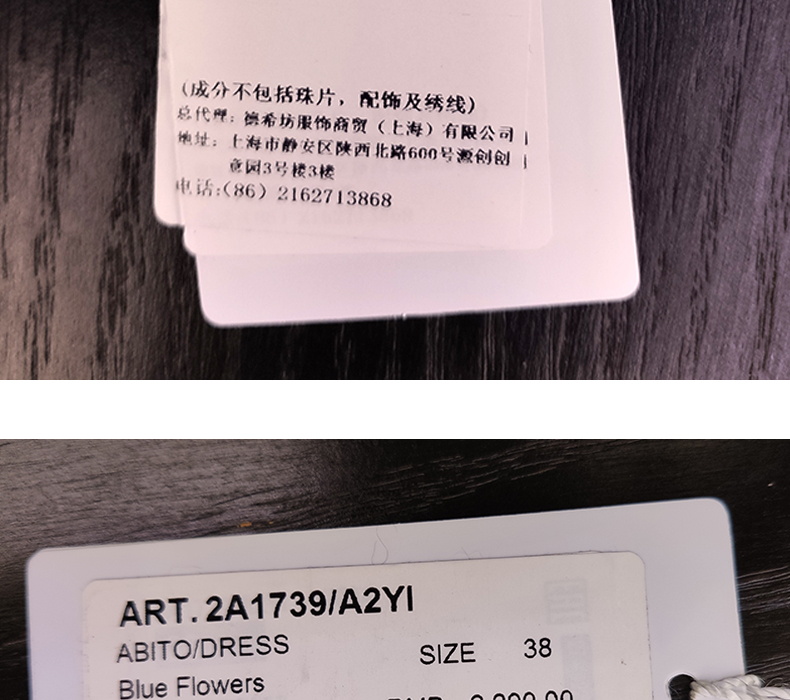 (成分不包括珠片，配饰及绣线)
总代理：德希坊服饰商贸（上海）有限公司
地址：上海市静安区陕西北路600号源创创
意园3号楼3楼
电话:(86) 2162713868
ART. 2A1739/A2YI
ABITO/DRESS
SIZE 38
Blue Flowers